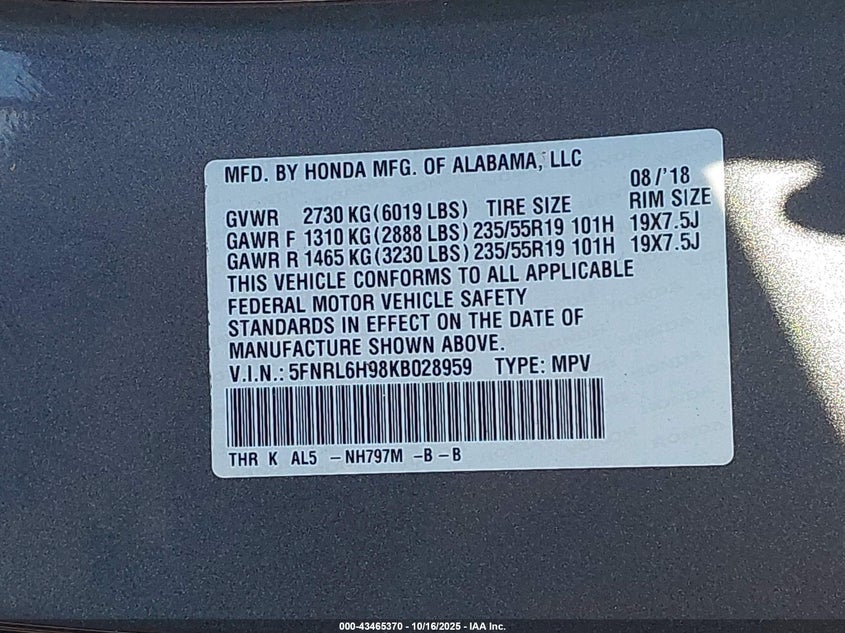 MFD. BY HONDA MFG. OF ALABAMA, LLC
08/'18
GVWR 2730 KG(6019 LBS) TIRE SIZE RIM SIZE
GAWR F 1310 KG(2888 LBS) 235/55R19 101H 19X7.5J
GAWR R 1465 KG(3230 LBS) 235/55R19 101H 19X7.5J
THIS VEHICLE CONFORMS TO ALL APPLICABLE
FEDERAL MOTOR VEHICLE SAFETY
STANDARDS IN EFFECT ON THE DATE OF
MANUFACTURE SHOWN ABOVE.
V.I.N.: 5FNRL6H98KB028959 TYPE: MPV
THR K AL5 -NH797M -B -B
000-43465370 - 10/16/2025 - IAA Inc.